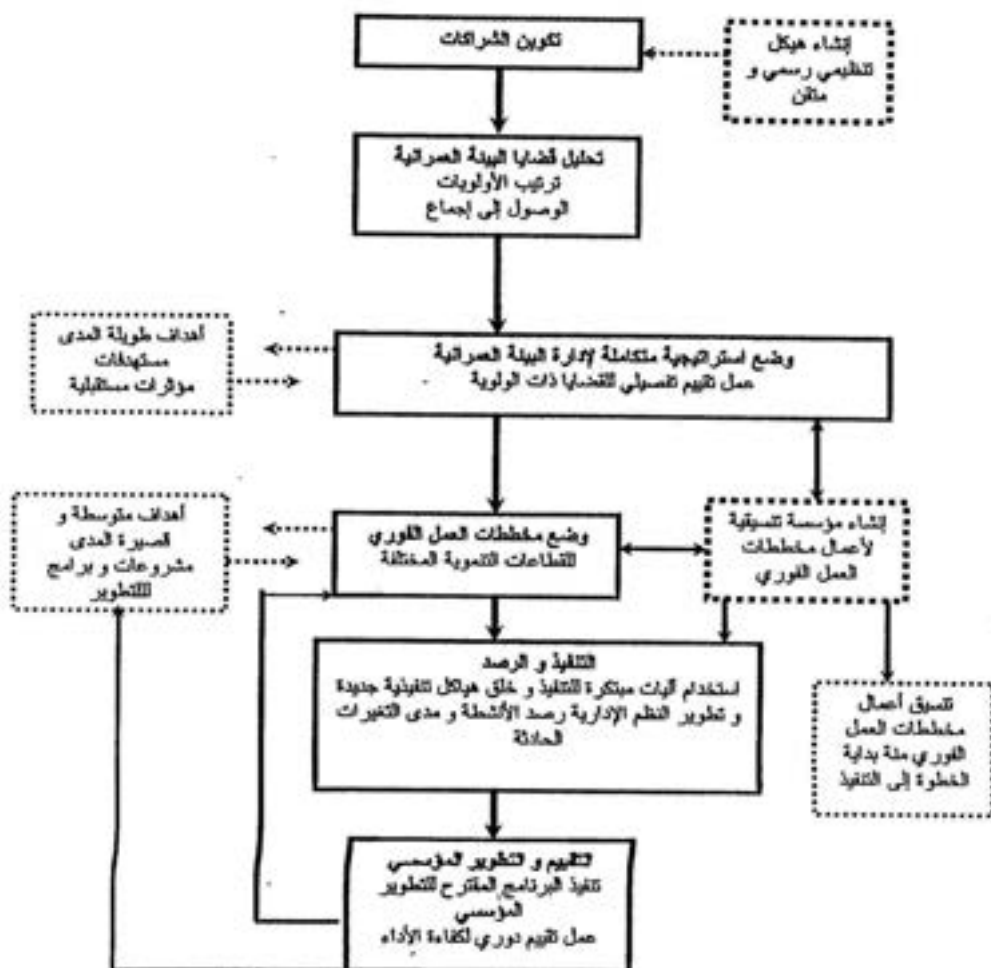 تكوين الشراكات
إنشاء هيكل
تنظيمي رسمي و
متقن
تحليل قضايا البيئة العمرانية
ترتيب الأولويات
الوصول إلى إجماع
أهداف طويلة المدى
مستهدفات
مؤثرات مستقبلية
وضع استراتيجية متكاملة لإدارة البيئة العمرانية
عمل تقييم تفصيلي للقضايا ذات الولوية
أهداف متوسطة و
قصيرة المدى
مشروعات و برامج
للتطوير
وضع مخططات العمل الفوري
للقطاعات التنموية المختلفة
إنشاء مؤسسة تنسيقية
لأعمال مخططات
العمل الفوري
التنفيذ و الرصد
استخدام آليات مبتكرة للتنفيذ و خلق هياكل تنفيذية جديدة
و تطوير النظم الإدارية رصد الأنشطة و مدى التغيرات
الحادثة
تنسيق أعمال
مخططات العمل
الفوري منة بداية
الخطوة إلى التنفيذ
التقييم و التطوير المؤسسي
تنفيذ البرنامج المقترح للتطوير
المؤسسي
عمل تقييم دوري لكفاءة الأداء